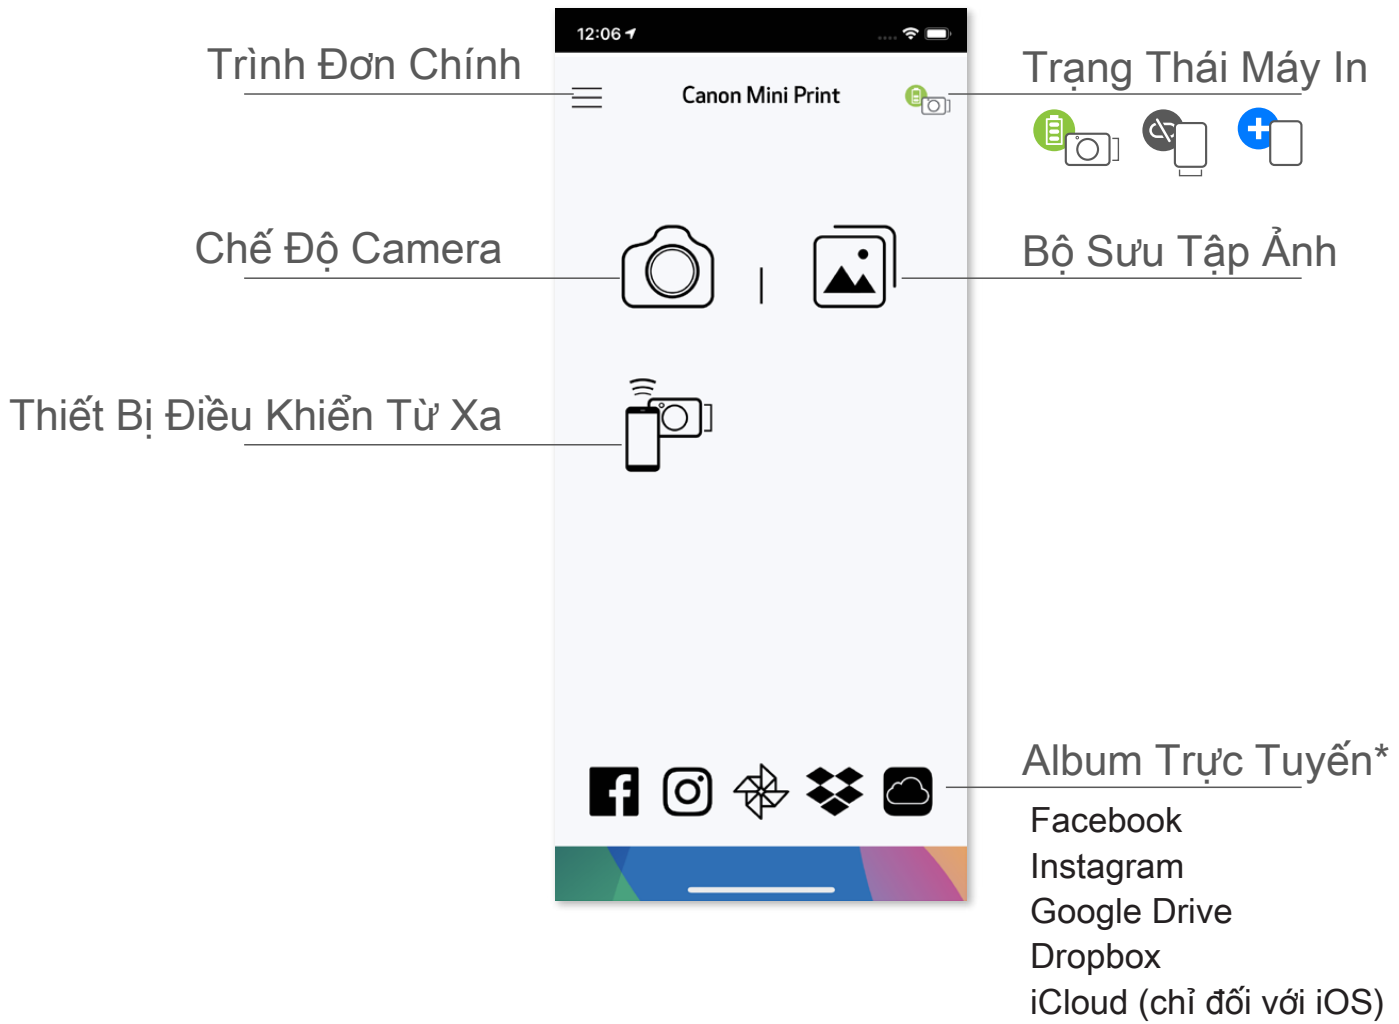 12:06
Trình Đơn Chính
Canon Mini Print
Trạng Thái Máy In
Chế Độ Camera
Bộ Sưu Tập Ảnh
Thiết Bị Điều Khiển Từ Xa
Album Trực Tuyến*
Facebook
Instagram
Google Drive
Dropbox
iCloud (chỉ đối với iOS)